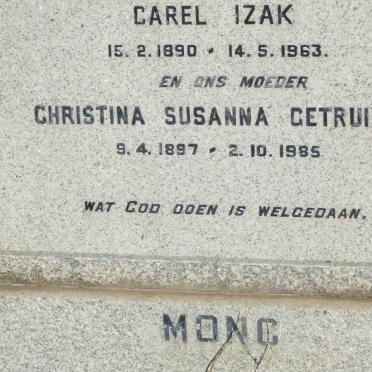 CAREL IZAK
15.2.1890 - 14.5.1963.
EN ONS MOEDER
CHRISTINA SUSANNA GETRUI
9.4.1897 - 2.10.1985
WAT GOD DOEN IS WELGEDAAN.
MONG